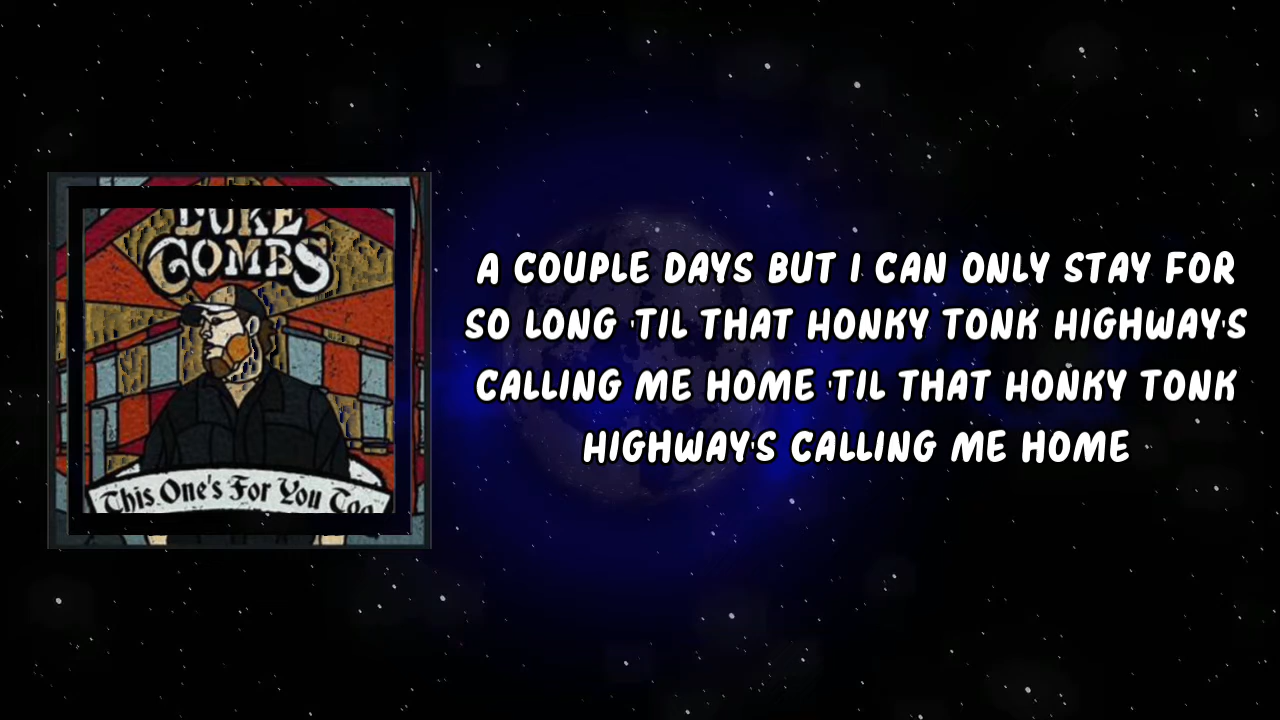 LUKE
COMBS
This One's For You Too
A COUPLE DAYS BUT I CAN ONLY STAY FOR
SO LONG 'TIL THAT HONKY TONK HIGHWAY'S
CALLING ME HOME 'TIL THAT HONKY TONK
HIGHWAY'S CALLING ME HOME